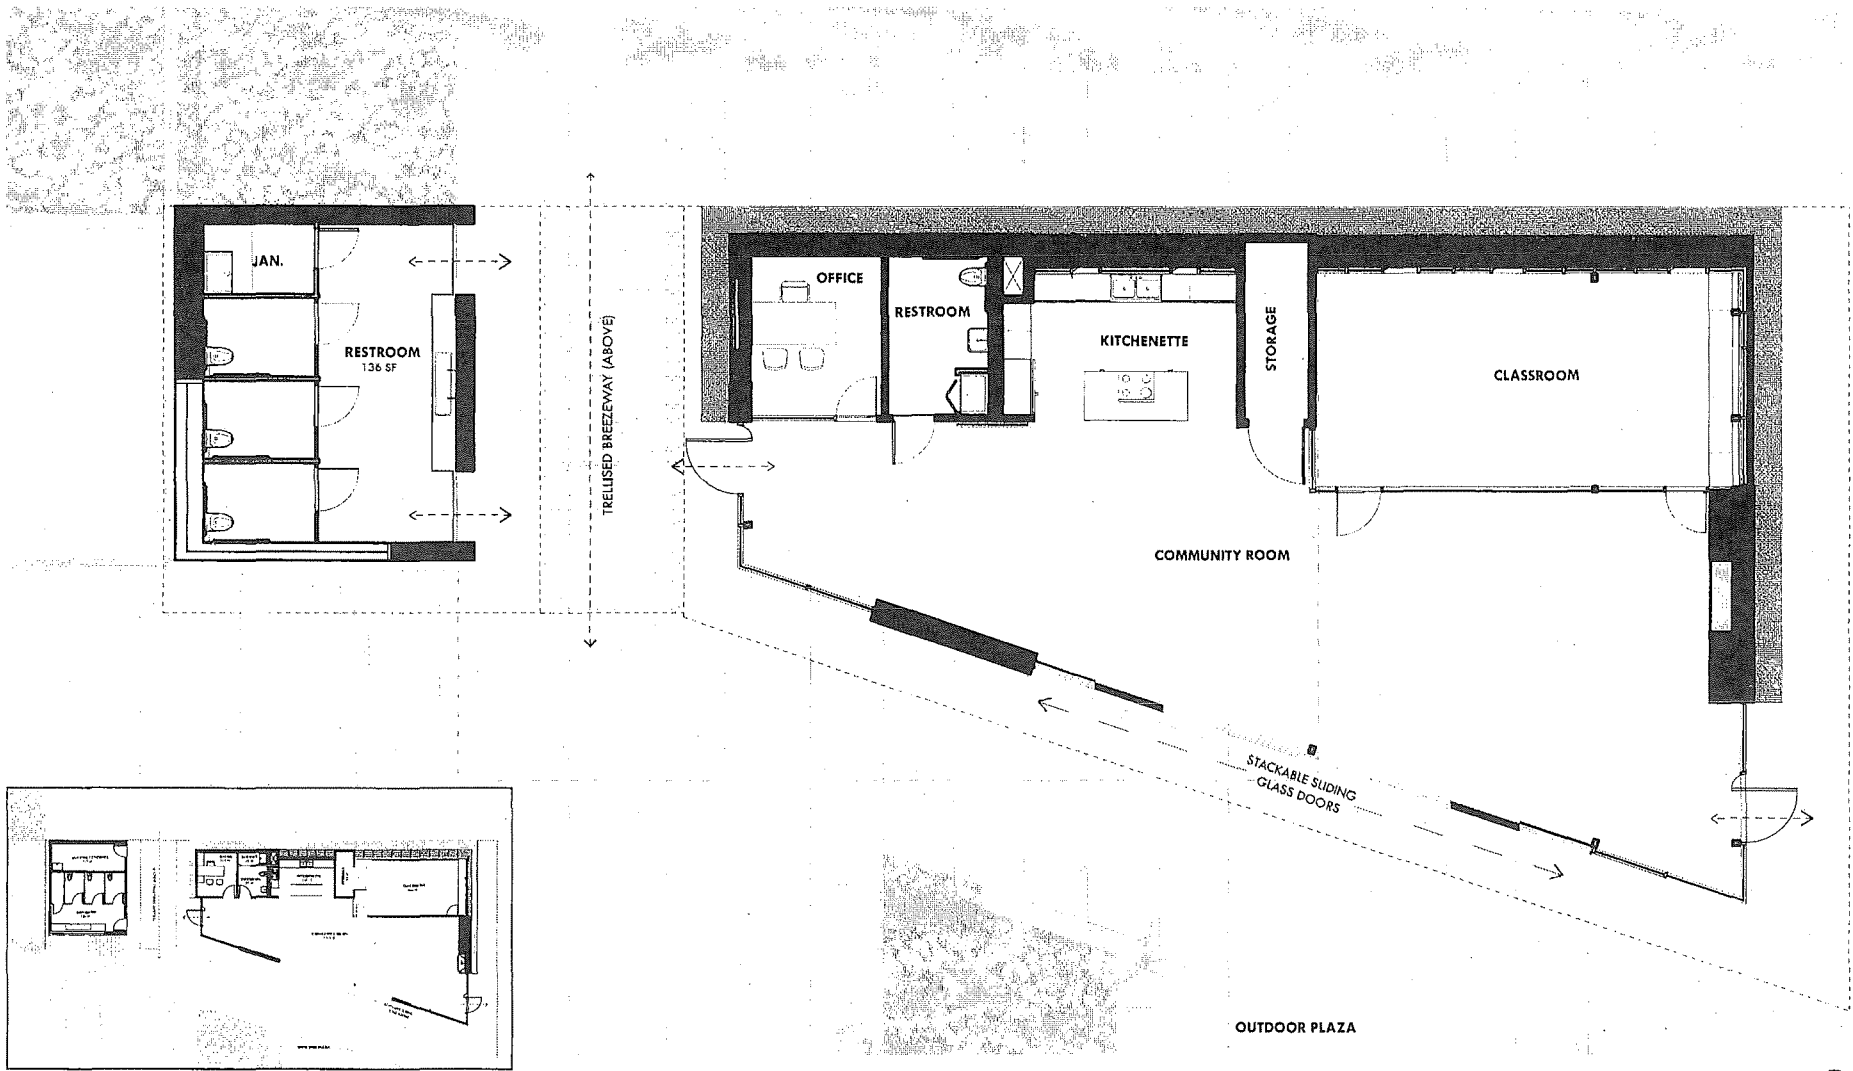 JAN.
OFFICE
RESTROOM
STORAGE
KITCHENETTE
RESTROOM
136 SF
CLASSROOM
TRELLISED BREEZEWAY (ABOVE)
COMMUNITY ROOM
STACKABLE SLIDING
GLASS DOORS
OUTDOOR PLAZA